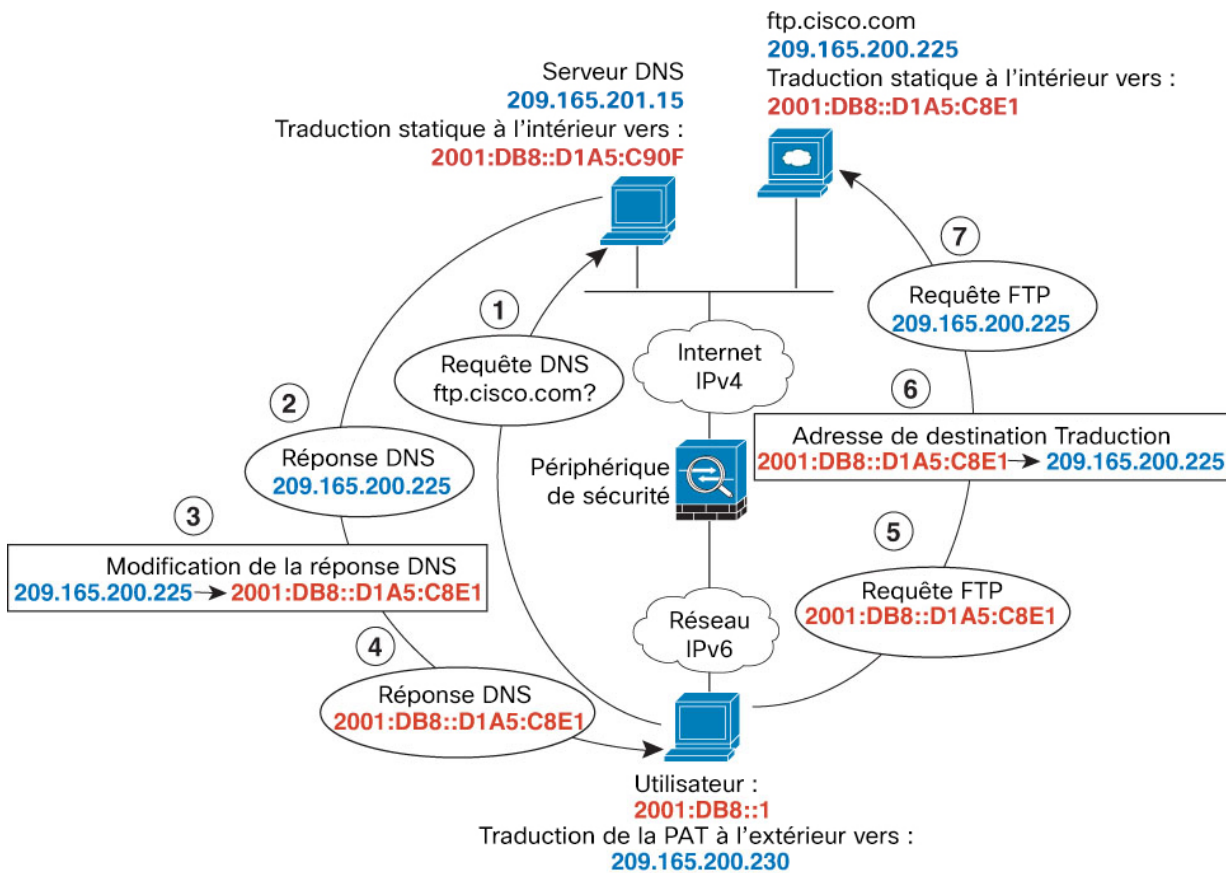 ftp.cisco.com
209.165.200.225
Traduction statique à l'intérieur vers :
2001:DB8::D1A5:C8E1
Serveur DNS
209.165.201.15
Traduction statique à l'intérieur vers :
2001:DB8::D1A5:C90F
7
Requête FTP
209.165.200.225
1
Requête DNS
ftp.cisco.com?
Internet
IPv4
2
Réponse DNS
209.165.200.225
6
Adresse de destination Traduction
2001:DB8::D1A5:C8E1 → 209.165.200.225
Périphérique
de sécurité
3
Modification de la réponse DNS
209.165.200.225 → 2001:DB8::D1A5:C8E1
5
Requête FTP
2001:DB8::D1A5:C8E1
Réseau
IPv6
4
Réponse DNS
2001:DB8::D1A5:C8E1
Utilisateur :
2001:DB8::1
Traduction de la PAT à l'extérieur vers :
209.165.200.230